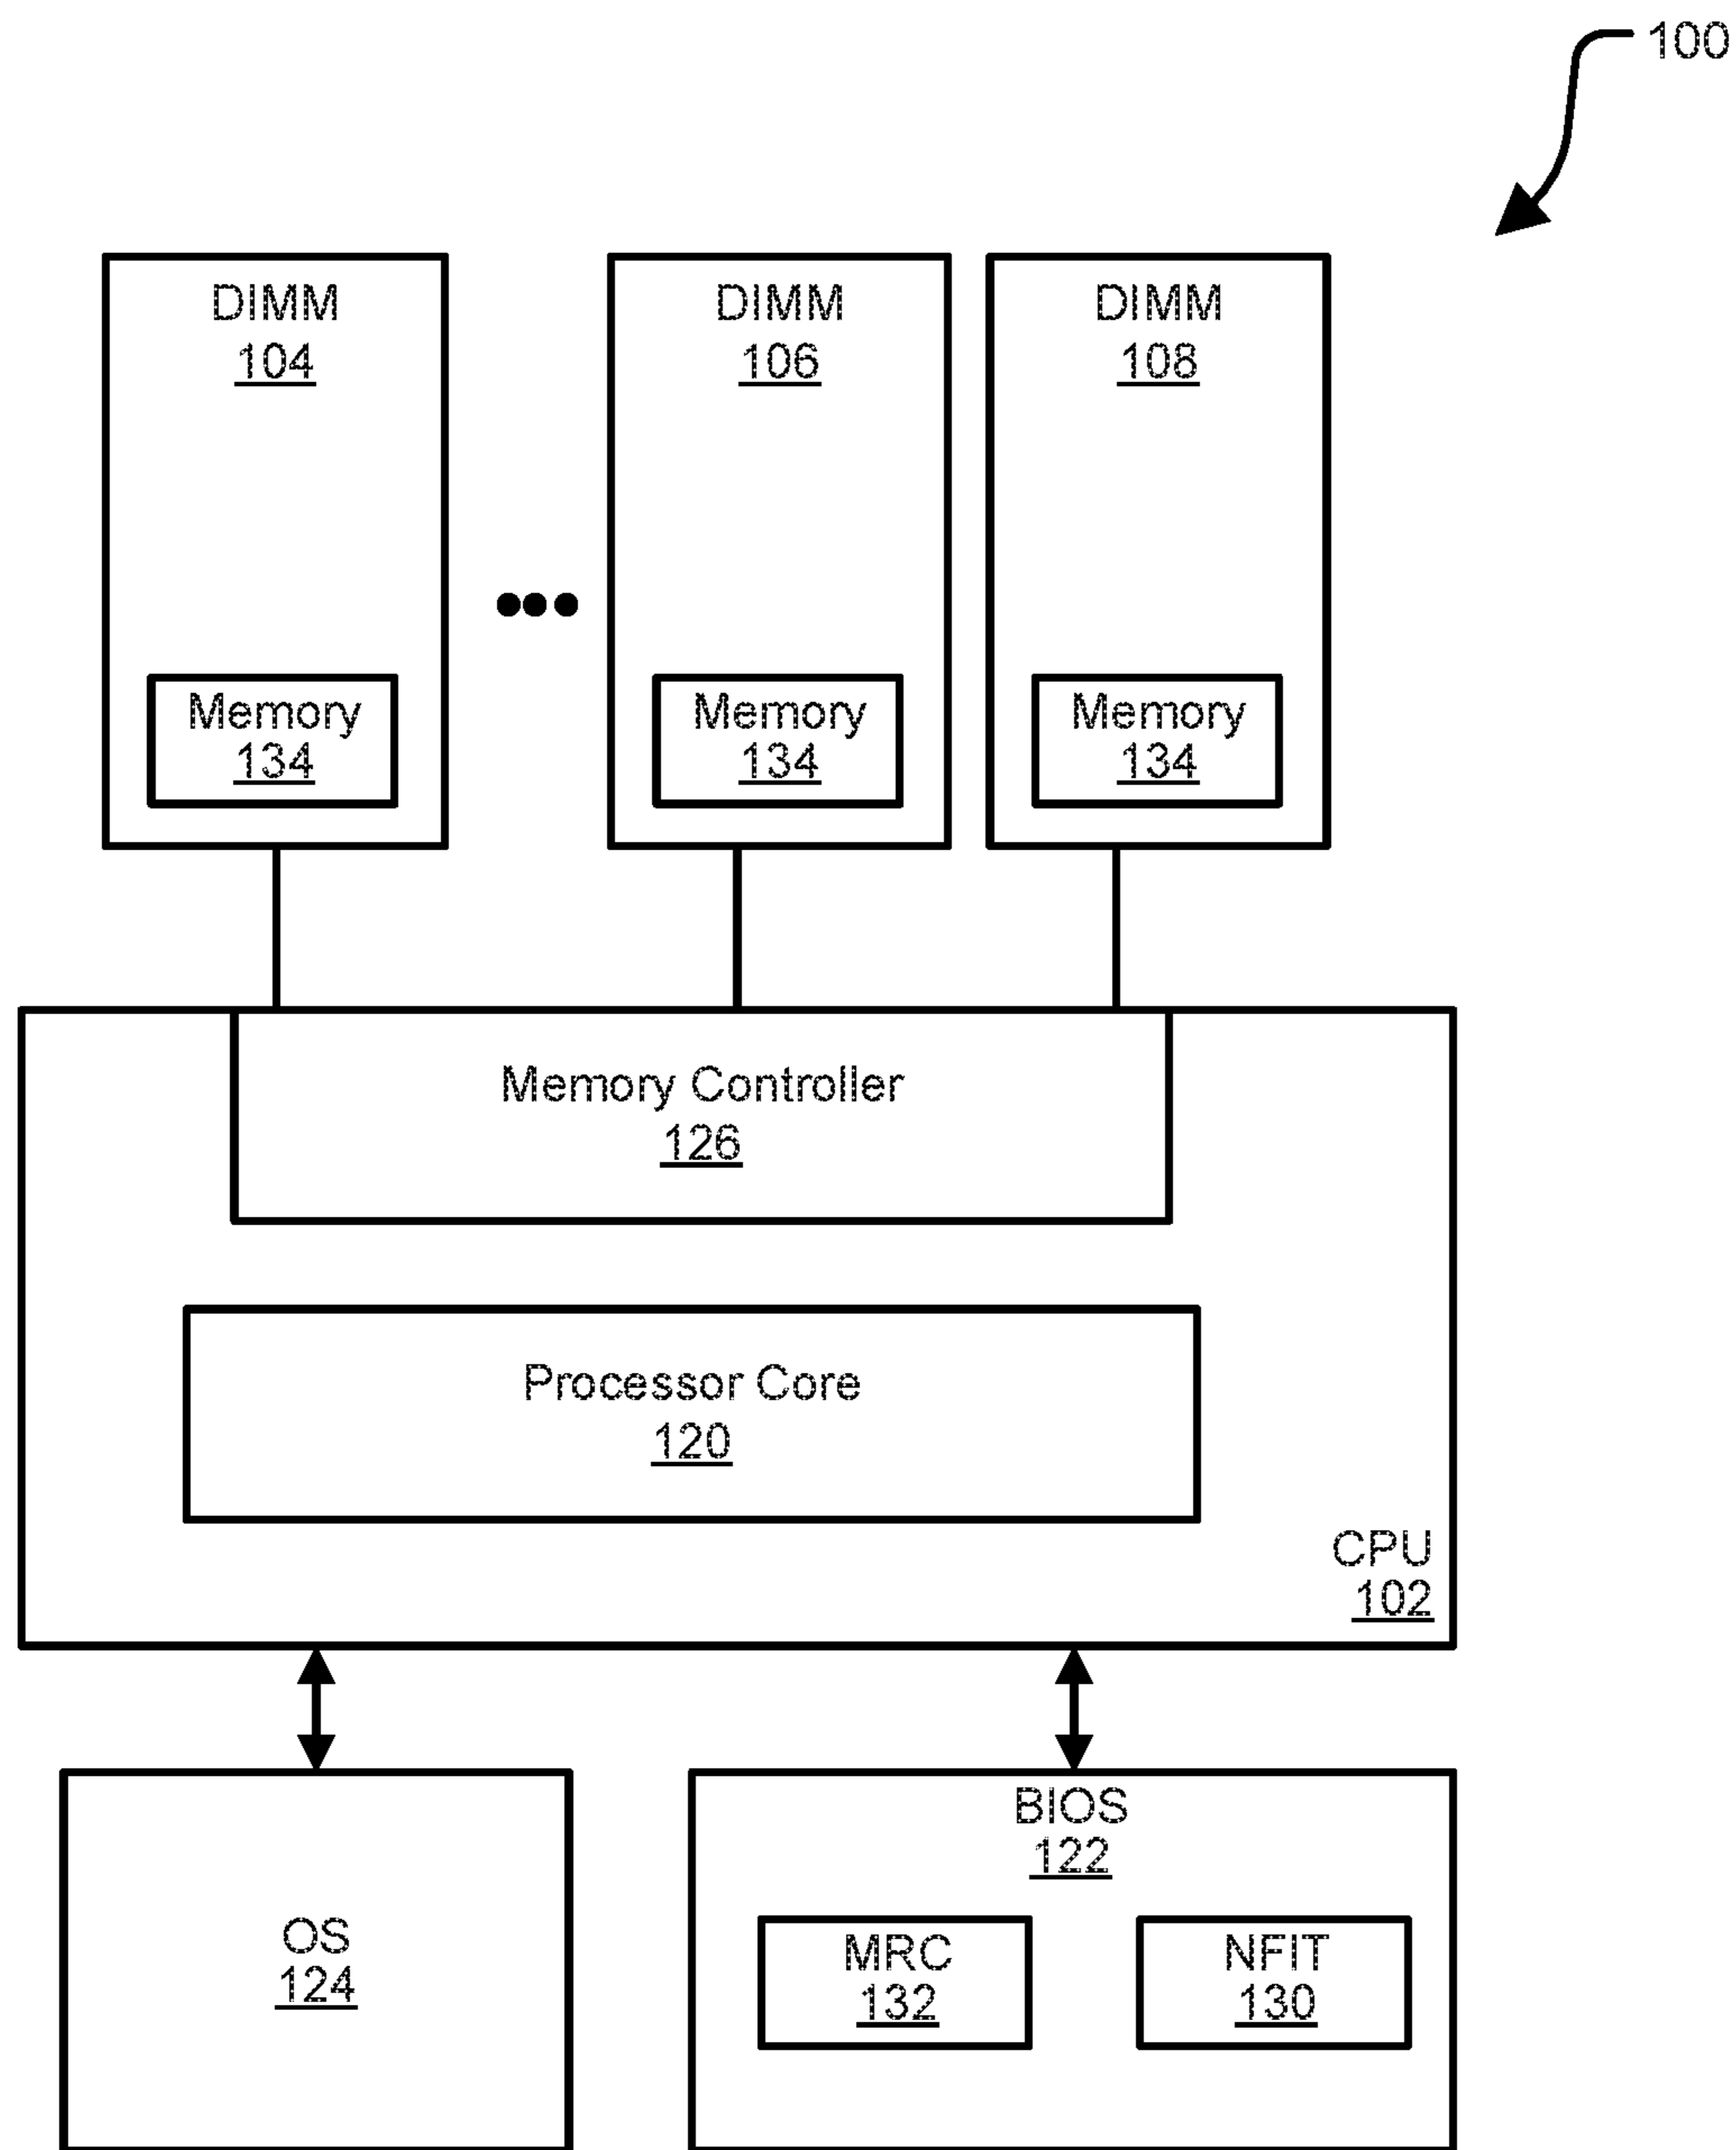 100
DIMM
104
DIMM
106
DIMM
108
Memory
134
Memory
134
Memory
134
Memory Controller
126
Processor Core
120
CPU
102
OS
124
BIOS
122
MRC
132
NFIT
130